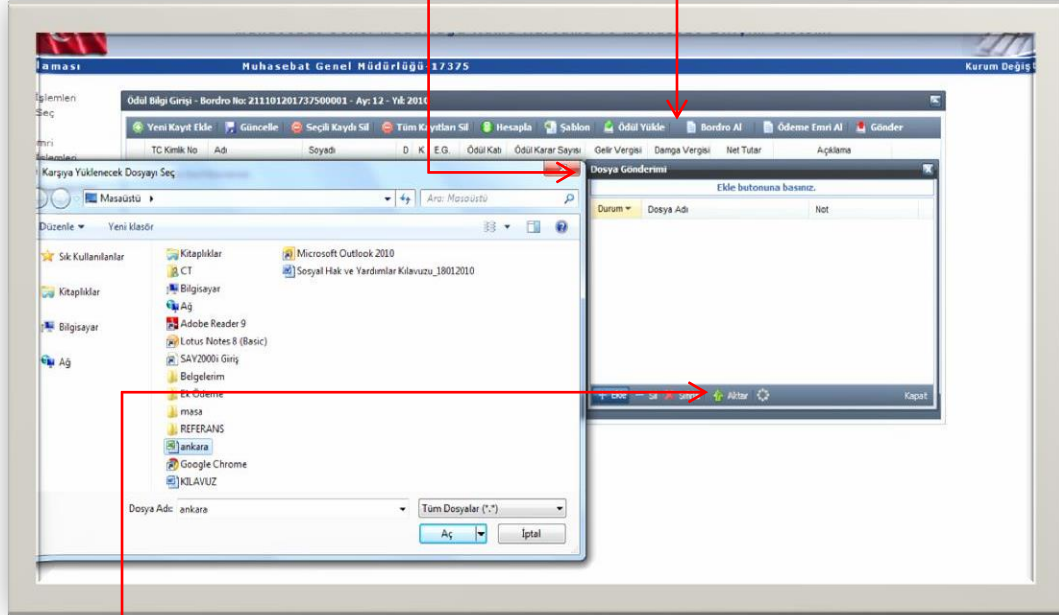 laması Muhasebat Genel Müdürlüğü-17375 Kurum Değişt
İşlemleri
Seç
mri
İşlemleri
Ödül Bilgi Girişi - Bordro No: 211101201737500001 - Ay: 12 - Yıl: 2010
Yeni Kayıt Ekle Güncelle Seçili Kaydı Sil Tüm Kayıtları Sil Hesapla Şablon Ödül Yükle Bordro Al Ödeme Emri Al Gönder
TC Kimlik No Adı Soyadı D K E.G. Ödül Katı Ödül Karar Sayısı Gelir Vergisi Damga Vergisi Net Tutar Açıklama
Karşıya Yüklenecek Dosyayı Seç
Masaüstü
Ara: Masaüstü
Düzenle Yeni klasör
Sık Kullanılanlar
Kitaplıklar
Bilgisayar
Ağ
Kitaplıklar
CT
Bilgisayar
Ağ
Adobe Reader 9
Lotus Notes 8 (Basic)
SAY2000i Giriş
Belgelerim
Ek Ödeme
masa
REFERANS
ankara
Google Chrome
KILAVUZ
Microsoft Outlook 2010
Sosyal Hak ve Yardımlar Kılavuzu_18012010
Dosya Adı: ankara Tüm Dosyalar (*.*)
Aç İptal
Dosya Gönderimi
Ekle butonuna basınız.
Durum Dosya Adı Not
Ekle Sil Aktar Kapat